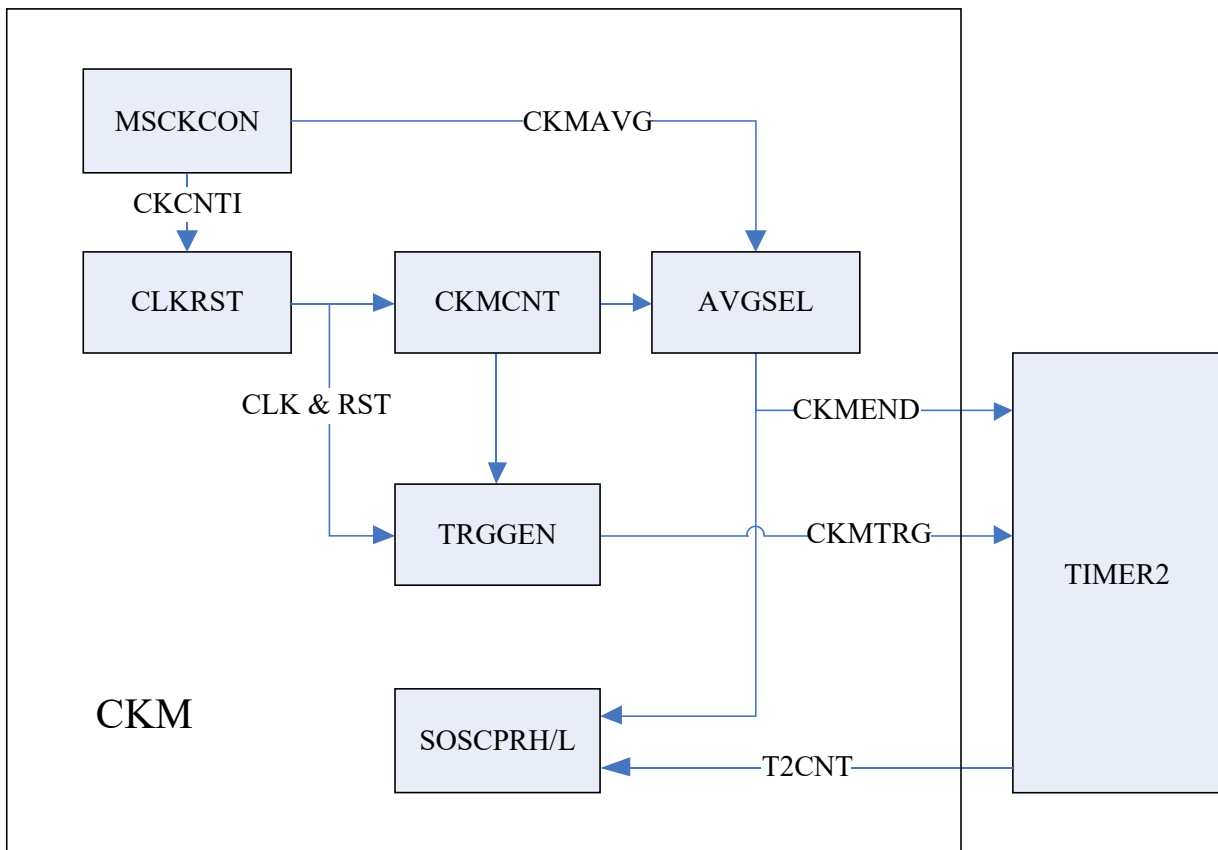 MSCKCON
CKMAVG
CKCNTI
CLKRST
CKMCNT
AVGSEL
CLK & RST
CKMEND
TRGGEN
CKMTRG
TIMER2
CKM
SOSCPRH/L
T2CNT